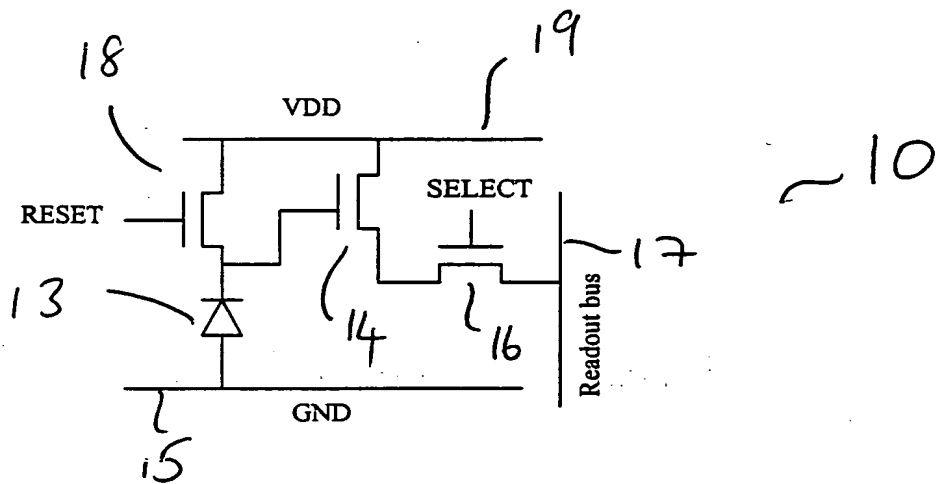 18
19
VDD
10
SELECT
RESET
17
13
14
16
Readout bus
GND
15